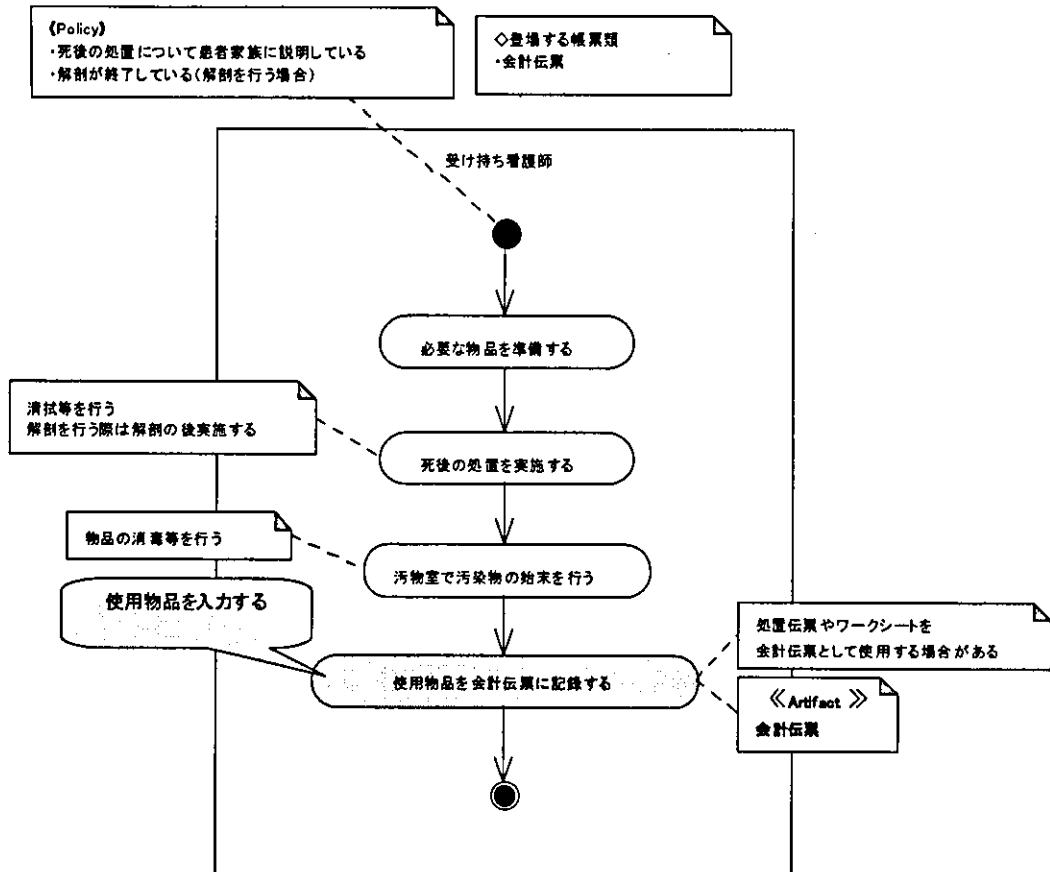 《Policy》
・死後の処置について患者家族に説明している
・解剖が終了している(解剖を行う場合)
◇登場する帳票類
・会計伝票
受け持ち看護師
必要な物品を準備する
清拭等を行う
解剖を行う際は解剖の後実施する
死後の処置を実施する
物品の消毒等を行う
汚物室で汚染物の始末を行う
使用物品を入力する
処置伝票やワークシートを
会計伝票として使用する場合がある
使用物品を会計伝票に記録する
《Artifact》
会計伝票